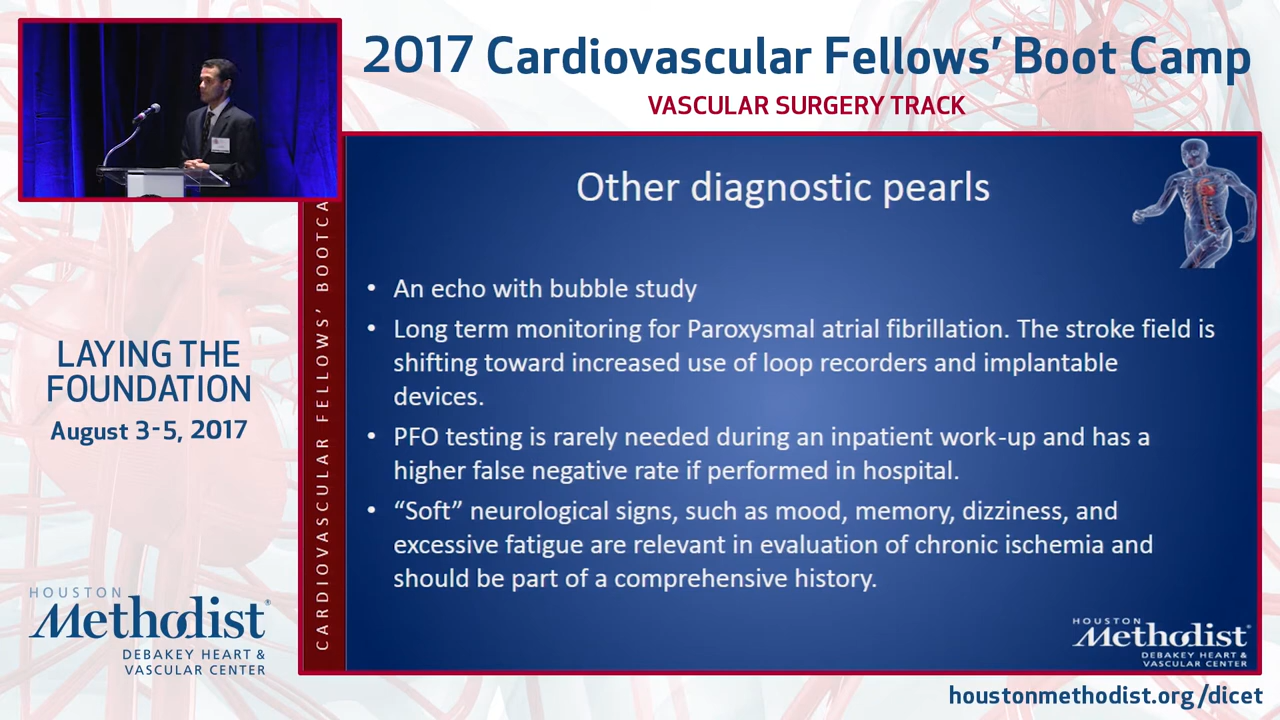 2017 Cardiovascular Fellows’ Boot Camp
VASCULAR SURGERY TRACK
LAYING THE
FOUNDATION
August 3-5, 2017
HOUSTON
Methodist®
DEBAKEY HEART &
VASCULAR CENTER
CARDIOVASCULAR FELLOWS’ BOOTCA
Other diagnostic pearls
• An echo with bubble study
• Long term monitoring for Paroxysmal atrial fibrillation. The stroke field is
shifting toward increased use of loop recorders and implantable
devices.
• PFO testing is rarely needed during an inpatient work-up and has a
higher false negative rate if performed in hospital.
• “Soft” neurological signs, such as mood, memory, dizziness, and
excessive fatigue are relevant in evaluation of chronic ischemia and
should be part of a comprehensive history.
HOUSTON
Methodist®
DEBAKEY HEART &
VASCULAR CENTER
houstonmethodist.org/dicet